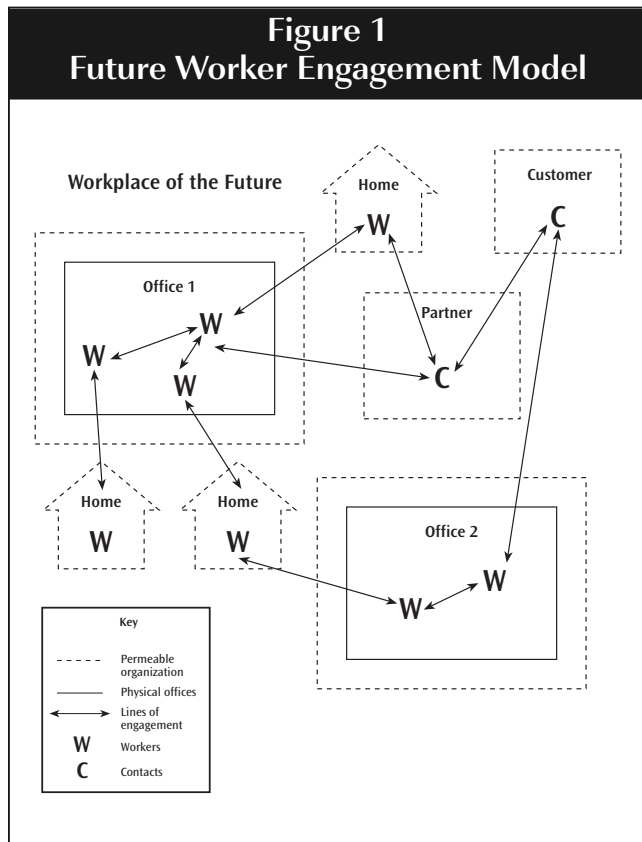 Figure 1
Future Worker Engagement Model
Workplace of the Future
Home
W
Customer
C
Office 1
W
W
W
Partner
C
Home
W
Home
W
Office 2
W
W
Key
Permeable
organization
Physical offices
Lines of
engagement
W Workers
C Contacts